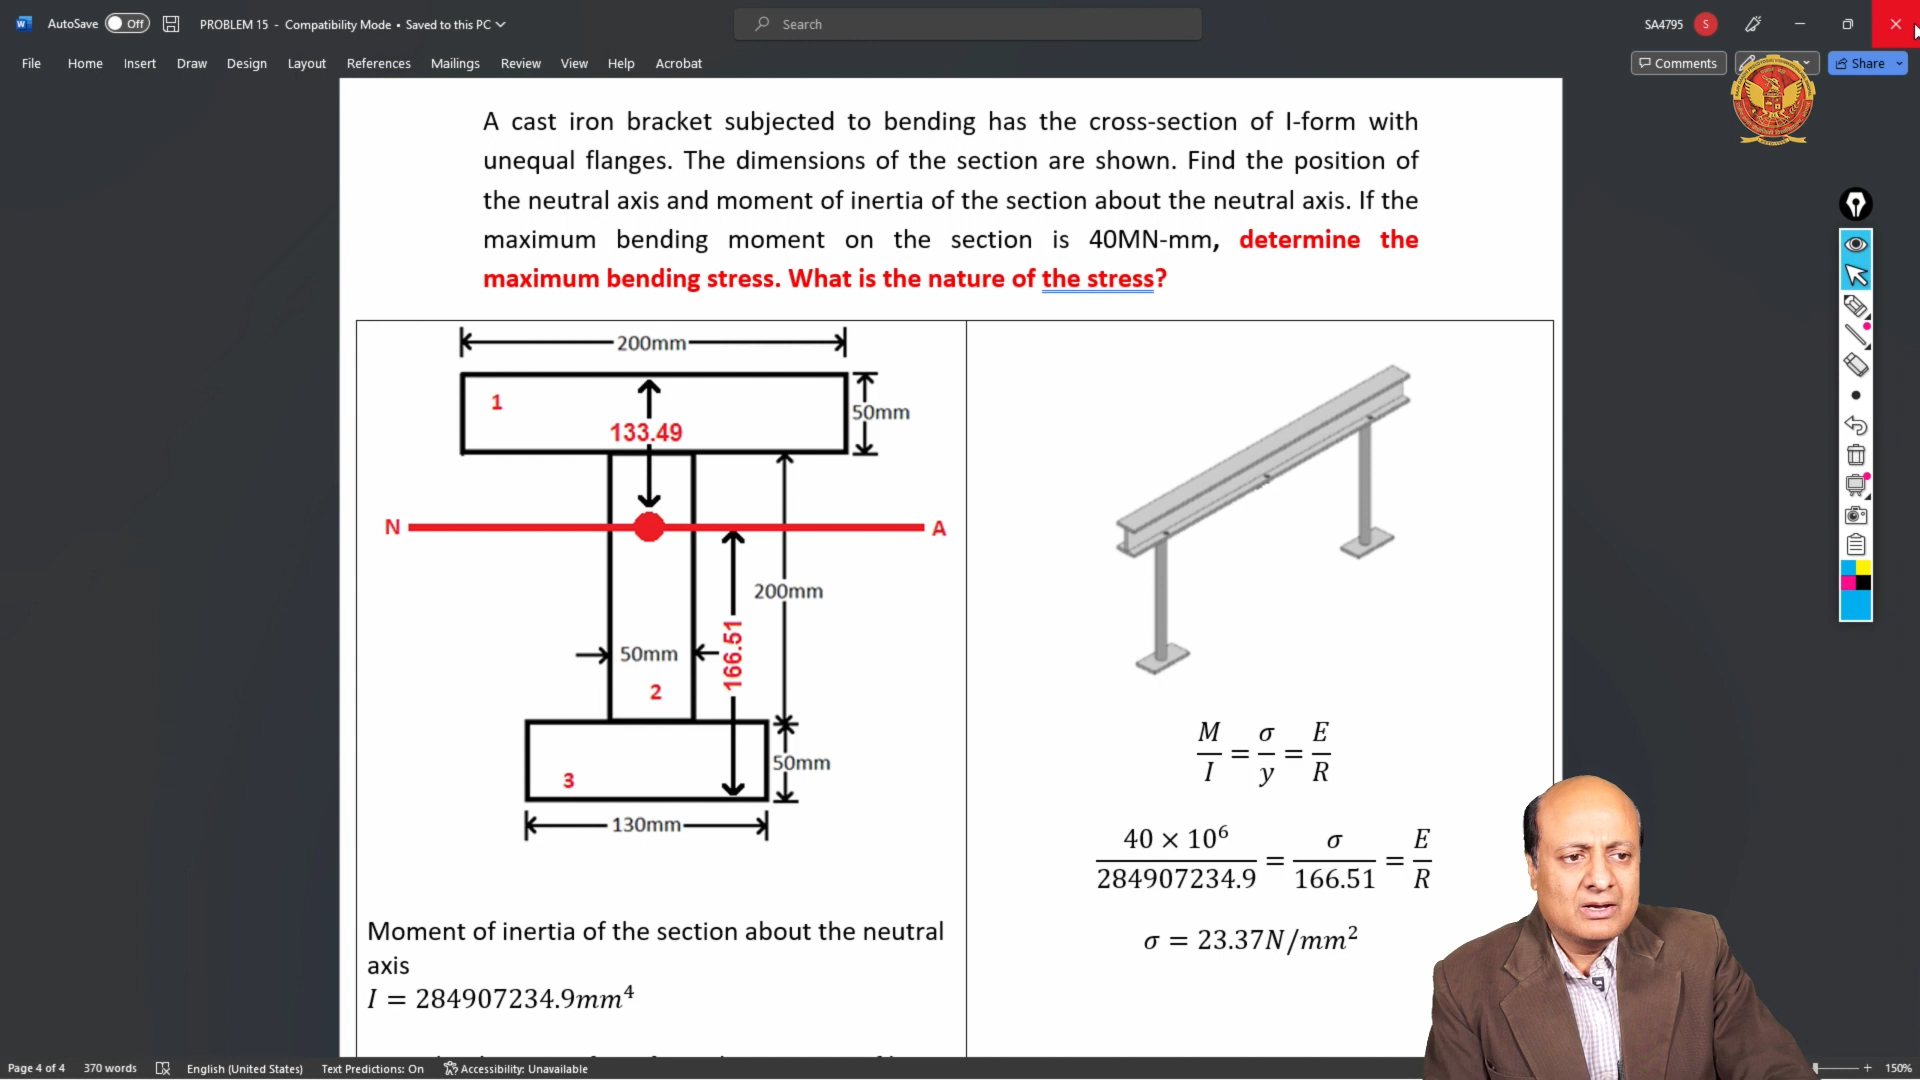 AutoSave Off PROBLEM 15 - Compatibility Mode • Saved to this PC Search SA4795 S
File Home Insert Draw Design Layout References Mailings Review View Help Acrobat Comments Share
A cast iron bracket subjected to bending has the cross-section of I-form with
unequal flanges. The dimensions of the section are shown. Find the position of
the neutral axis and moment of inertia of the section about the neutral axis. If the
maximum bending moment on the section is 40MN-mm, determine the
maximum bending stress. What is the nature of the stress?
200mm
1
50mm
133.49
N
A
200mm
166.51
50mm
2
50mm
3
130mm
M/I = σ/y = E/R
40 × 10⁶/284907234.9 = σ/166.51 = E/R
σ = 23.37N/mm²
Moment of inertia of the section about the neutral
axis
I = 284907234.9mm⁴
Page 4 of 4 370 words English (United States) Text Predictions: On Accessibility: Unavailable 150%